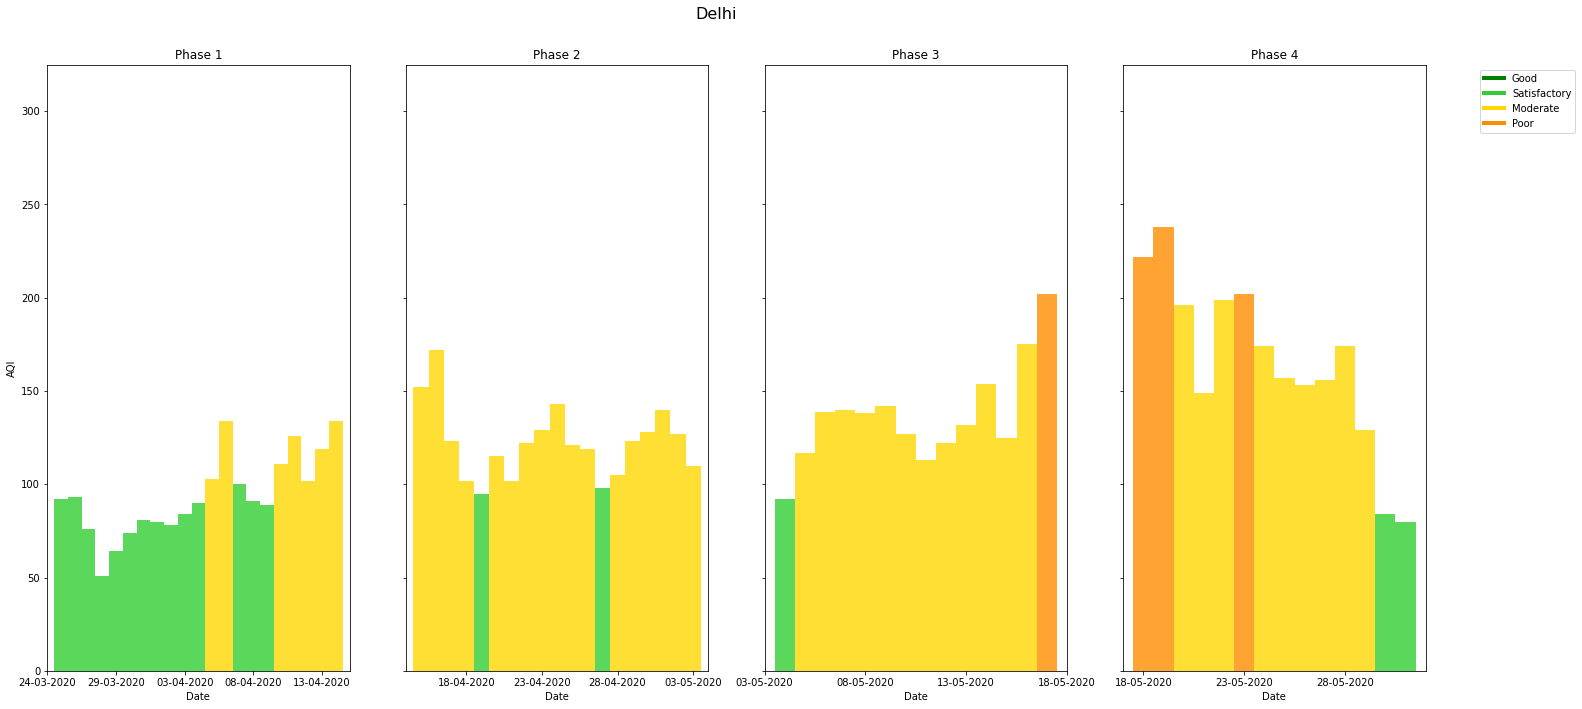 Delhi
Phase 1
Phase 2
Phase 3
Phase 4
Good
Satisfactory
Moderate
Poor
300
250
200
150
100
50
0
AQI
24-03-2020 29-03-2020 03-04-2020 08-04-2020 13-04-2020
18-04-2020 23-04-2020 28-04-2020 03-05-2020
03-05-2020 08-05-2020 13-05-2020 18-05-2020
18-05-2020 23-05-2020 28-05-2020
Date
Date
Date
Date